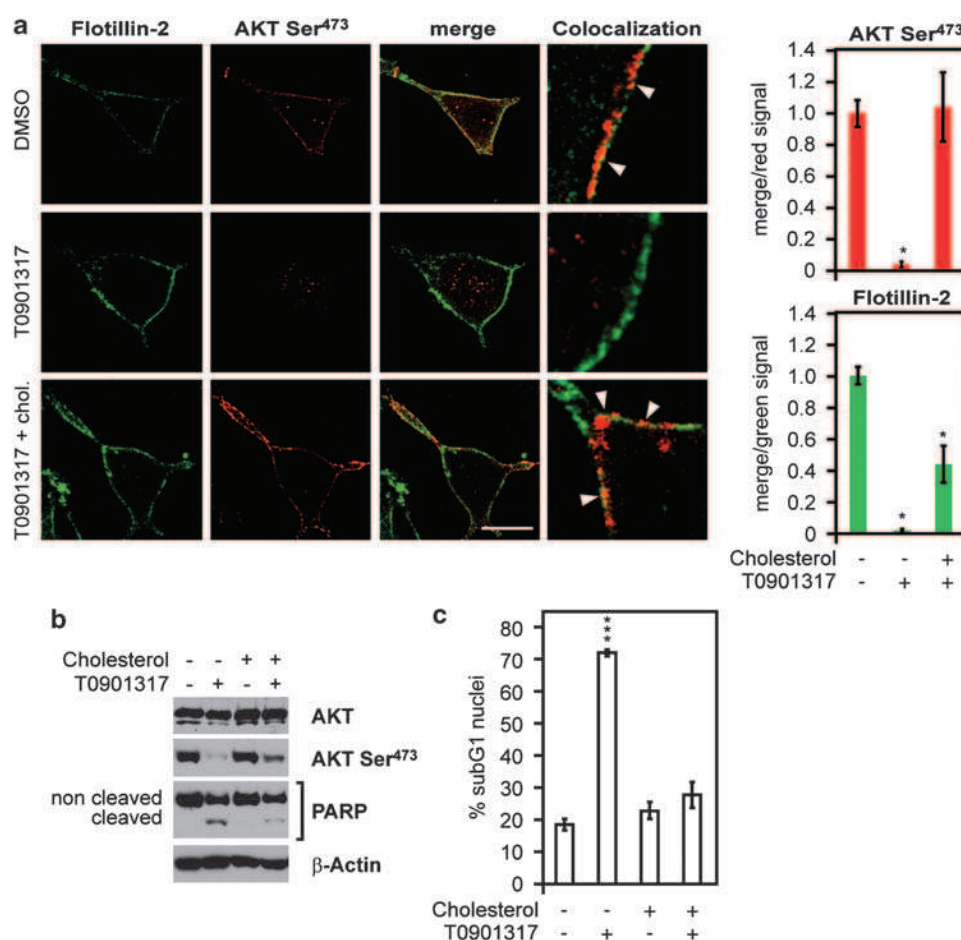 a
Flotillin-2 AKT Ser473 merge Colocalization
DMSO
T0901317
T0901317 + chol.
AKT Ser473
merge/red signal
1.4
1.2
1.0
0.8
0.6
0.4
0.2
0
*
Flotillin-2
merge/green signal
1.4
1.2
1.0
0.8
0.6
0.4
0.2
0
* *
Cholesterol - - +
T0901317 - + +
b
Cholesterol - - + +
T0901317 - + - +
AKT
AKT Ser473
non cleaved
cleaved
PARP
β-Actin
c
% subG1 nuclei
80
70
60
50
40
30
20
10
0
***
Cholesterol - - + +
T0901317 - + - +